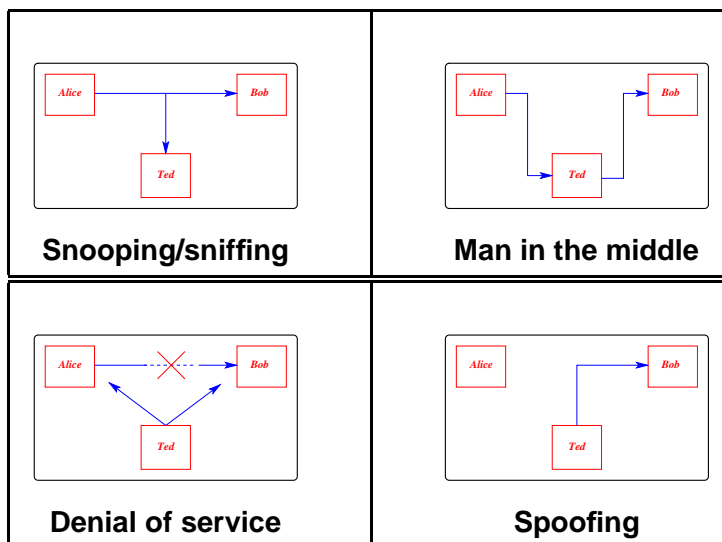 Alice Bob
Ted
Snooping/sniffing
Alice Bob
Ted
Man in the middle
Alice Bob
Ted
Denial of service
Alice Bob
Ted
Spoofing